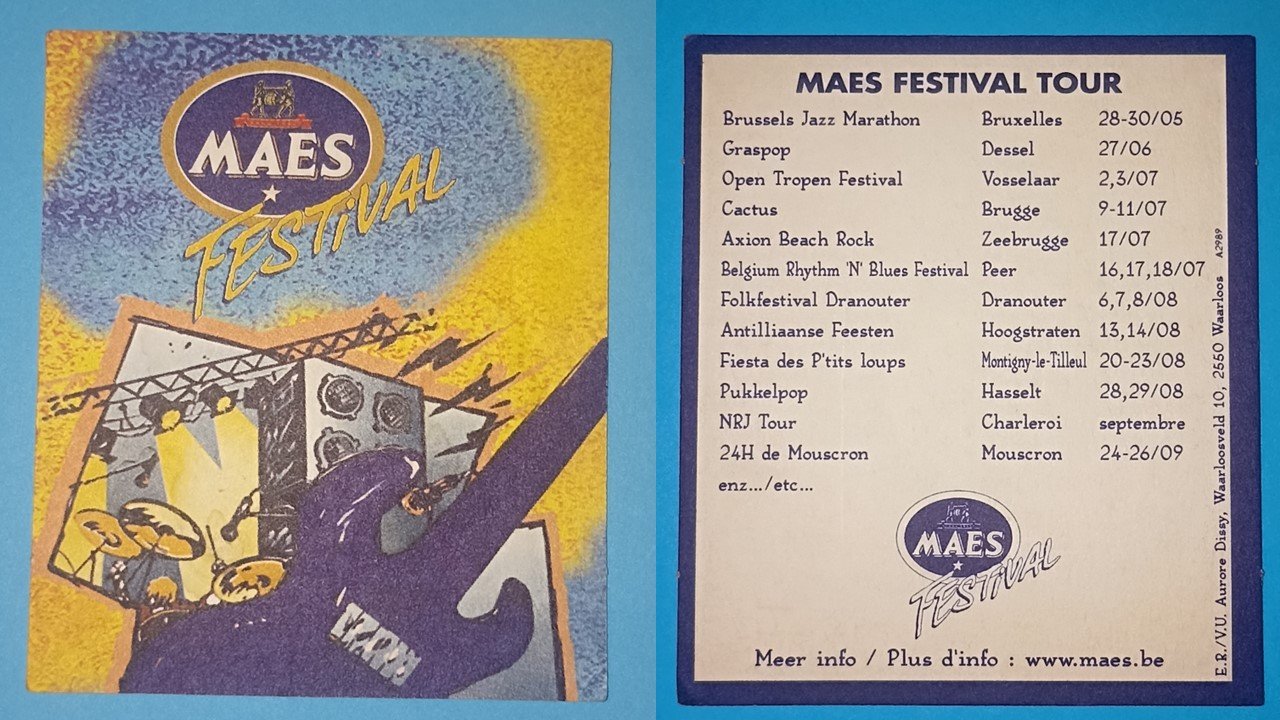 MAES
FESTiVAL
MAES FESTIVAL TOUR
Brussels Jazz Marathon Bruxelles 28-30/05
Graspop Dessel 27/06
Open Tropen Festival Vosselaar 2,3/07
Cactus Brugge 9-11/07
Axion Beach Rock Zeebrugge 17/07
Belgium Rhythm 'N' Blues Festival Peer 16,17,18/07
Folkfestival Dranouter Dranouter 6,7,8/08
Antilliaanse Feesten Hoogstraten 13,14/08
Fiesta des P'tits loups Montigny-le-Tilleul 20-23/08
Pukkelpop Hasselt 28,29/08
NRJ Tour Charleroi septembre
24H de Mouscron Mouscron 24-26/09
enz.../etc...
MAES
FESTiVAL
Meer info / Plus d'info : www.maes.be
E.R./V.U. Aurore Dissy, Waarloosveld 10, 2550 Waarloos A2989